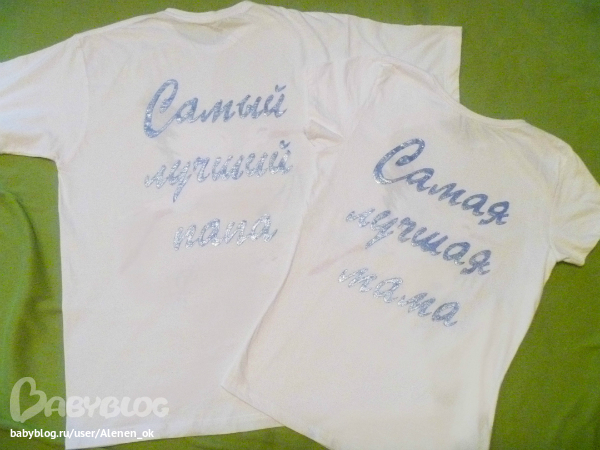 Самый
лучший
папа
Самая
лучшая
мама
BABYBLOG
babyblog.ru/user/Alenen_ok